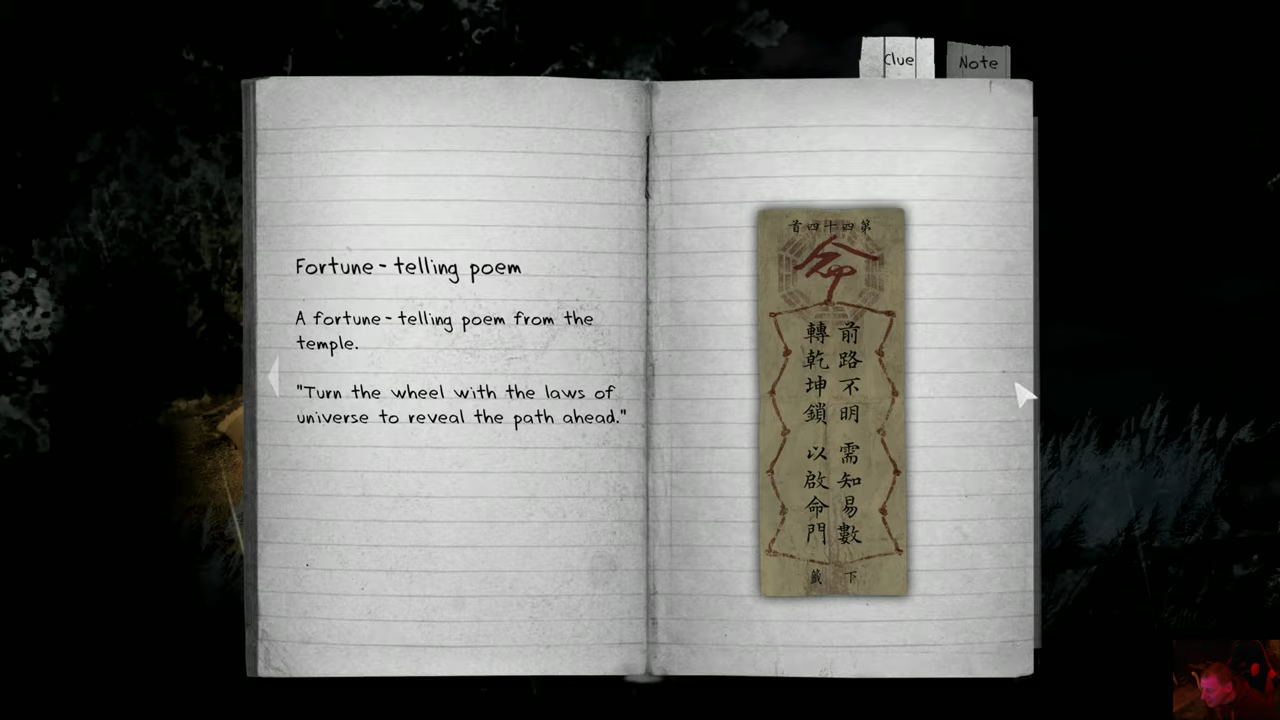 Clue
Note
Fortune-telling poem
A fortune-telling poem from the
temple.
"Turn the wheel with the laws of
universe to reveal the path ahead."
第四十四首
命
前路不明 需知易數
轉乾坤鎖 以啟命門
下籤